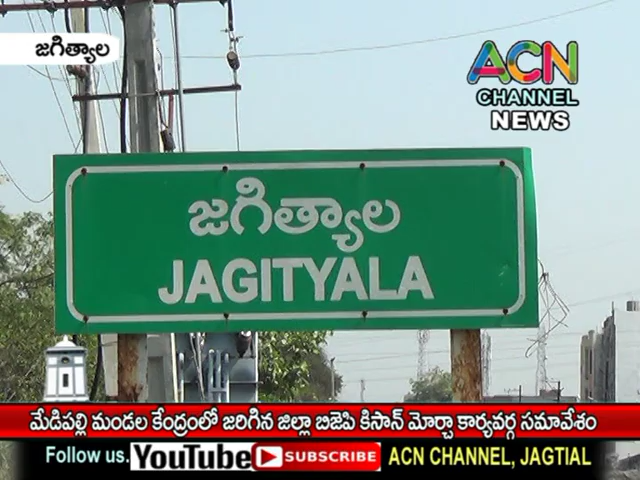 జగిత్యాల
ACN
CHANNEL
NEWS
జగిత్యాల
JAGITYALA
మేడిపల్లి మండల కేంద్రంలో జరిగిన జిల్లా బిజెపి కిసాన్ మోర్చా కార్యవర్గ సమావేశం
Follow us. YouTube SUBSCRIBE ACN CHANNEL, JAGTIAL